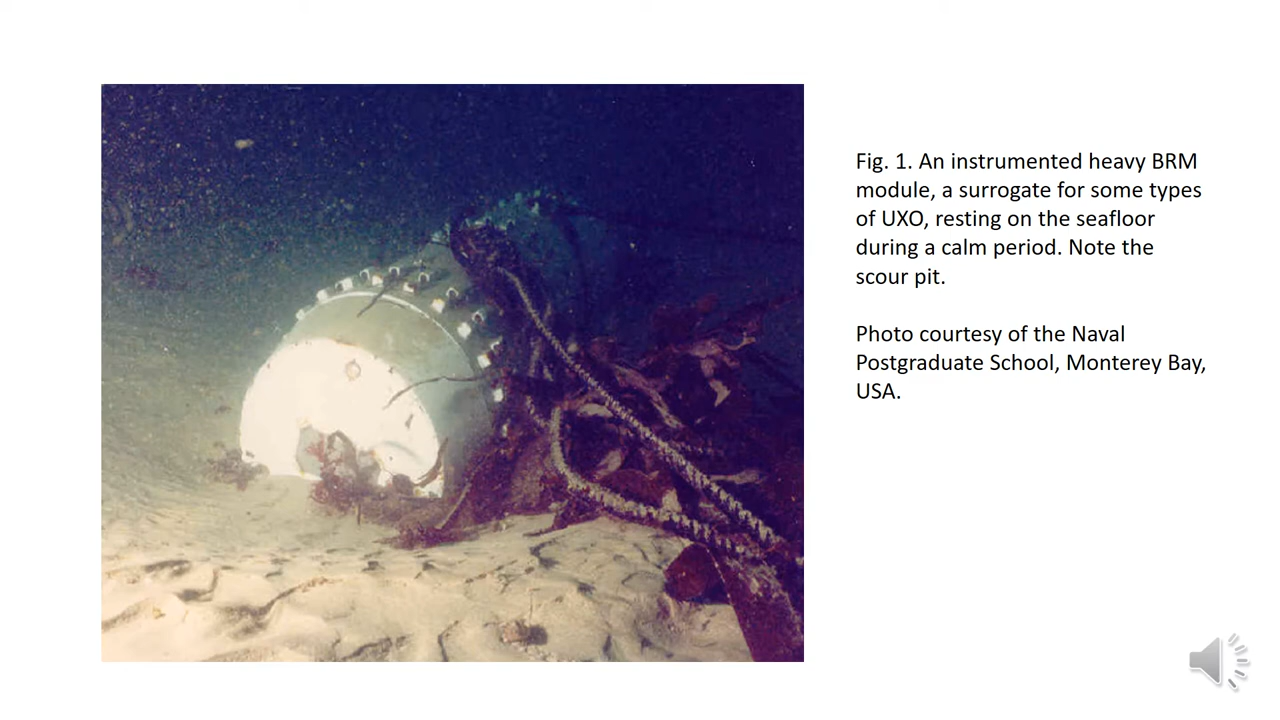 Fig. 1. An instrumented heavy BRM
module, a surrogate for some types
of UXO, resting on the seafloor
during a calm period. Note the
scour pit.
Photo courtesy of the Naval
Postgraduate School, Monterey Bay,
USA.